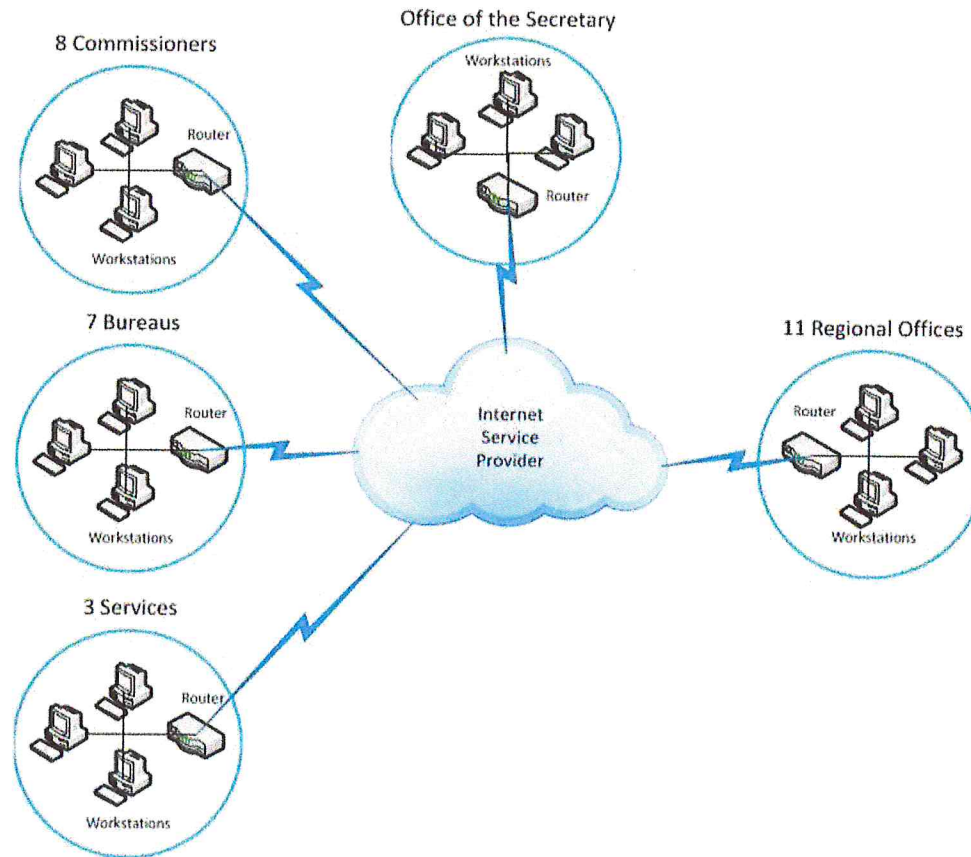 Office of the Secretary
Workstations
Router
8 Commissioners
Router
Workstations
7 Bureaus
Router
Workstations
3 Services
Router
Workstations
Internet
Service
Provider
11 Regional Offices
Router
Workstations